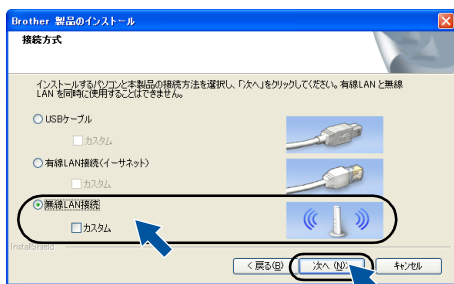 Brother 製品のインストール
接続方式
インストールするパソコンと本製品の接続方法を選択し、「次へ」をクリックしてください。有線LAN と無線
LAN を同時に使用することはできません。
USBケーブル
カスタム
有線LAN接続(イーサネット)
カスタム
無線LAN接続
カスタム
InstallShield
< 戻る(B) 次へ (N) キャンセル